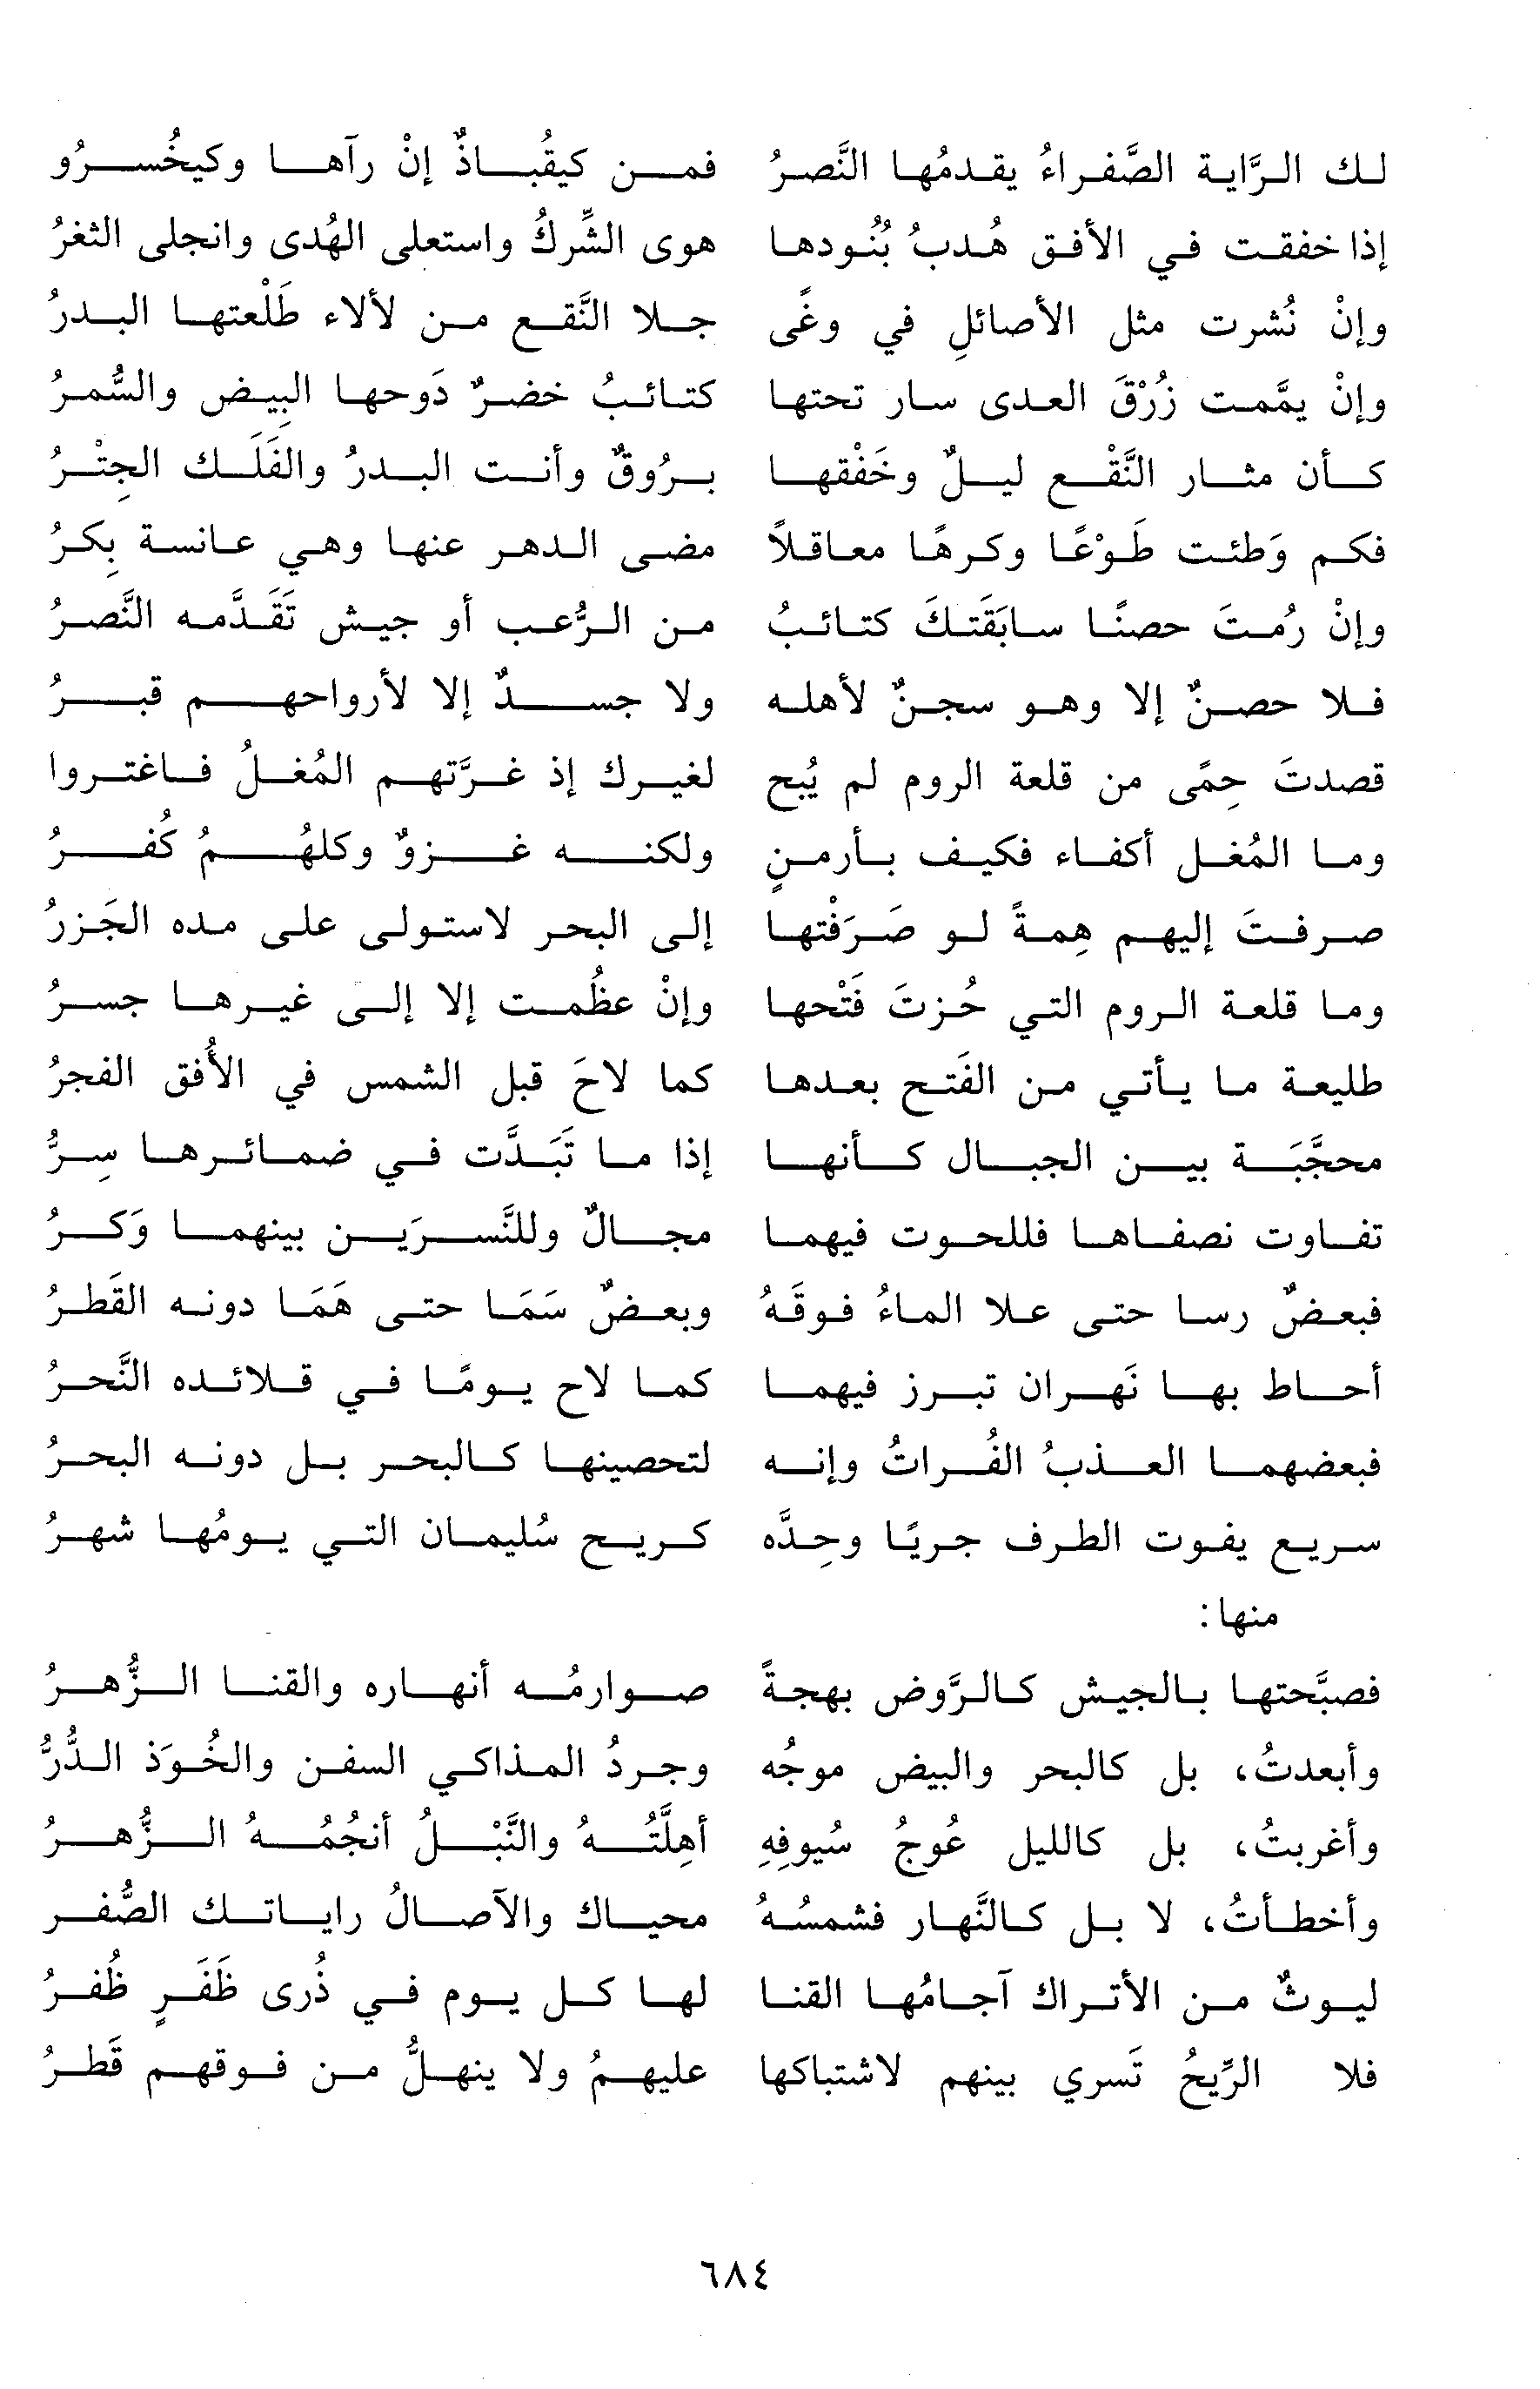 لك الرَّاية الصَّفراءُ يقدمُها النَّصرُ فمن كيقُباذٌ إنْ رآها وكيخُسرُو
إذا خفقت في الأفق هُدبُ بُنُودها هوى الشِّركُ واستعلى الهُدى وانجلى الثغرُ
وإنْ نُشرت مثل الأصائلِ في وغًى جلا النَّقع من لألاء طَلْعتها البدرُ
وإنْ يمَّمت زُرْقَ العدى سار تحتها كتائبُ خضرٌ دَوحها البِيض والسُّمرُ
كأن مثار النَّقْع ليلٌ وخَفْقها برُوقٌ وأنت البدرُ والفَلَك الجِتْرُ
فكم وَطئت طَوْعًا وكرهًا معاقلاً مضى الدهر عنها وهي عانسة بِكرُ
وإنْ رُمتَ حصنًا سابَقَتكَ كتائبُ من الرُّعب أو جيش تَقَدَّمه النَّصرُ
فلا حصنٌ إلا وهو سجنٌ لأهله ولا جسدٌ إلا لأرواحهم قبرُ
قصدتَ حِمًى من قلعة الروم لم يُبح لغيرك إذ غرَّتهم المُغلُ فاغتروا
وما المُغل أكفاء فكيف بأرمنٍ ولكنه غزوٌ وكلهُمُ كُفرُ
صرفتَ إليهم هِمةً لو صَرَفْتها إلى البحر لاستولى على مده الجَزرُ
وما قلعة الروم التي حُزتَ فَتْحها وإنْ عظُمت إلا إلى غيرها جسرُ
طليعة ما يأتي من الفَتح بعدها كما لاحَ قبل الشمس في الأُفق الفجرُ
محجَّبَة بين الجبال كأنها إذا ما تَبَدَّت في ضمائرها سِرُّ
تفاوت نصفاها فللحوت فيهما مجالٌ وللنَّسرَين بينهما وَكرُ
فبعضٌ رسا حتى علا الماءُ فوقَهُ وبعضٌ سَمَا حتى هَمَا دونه القَطرُ
أحاط بها نَهران تبرز فيهما كما لاح يومًا في قلائده النَّحرُ
فبعضهما العذبُ الفُراتُ وإنه لتحصينها كالبحر بل دونه البحرُ
سريع يفوت الطرف جريًا وحِدَّه كريح سُليمان التي يومُها شهرُ
منها:
فصبَّحتها بالجيش كالرَّوض بهجةً صوارمُه أنهاره والقنا الزُّهرُ
وأبعدتُ، بل كالبحر والبيض موجُه وجردُ المذاكي السفن والخُوَذ الدُّرُّ
وأغربتُ، بل كالليل عُوجُ سُيوفِهِ أهِلَّتُهُ والنَّبْلُ أنجُمُهُ الزُّهرُ
وأخطأتُ، لا بل كالنَّهار فشمسُهُ محياك والآصالُ راياتك الصُّفر
ليوثٌ من الأتراك آجامُها القنا لها كل يوم في ذُرى ظَفَرٍ ظُفرُ
فلا الرِّيحُ تَسري بينهم لاشتباكها عليهمُ ولا ينهلُّ من فوقهم قَطرُ
٦٨٤